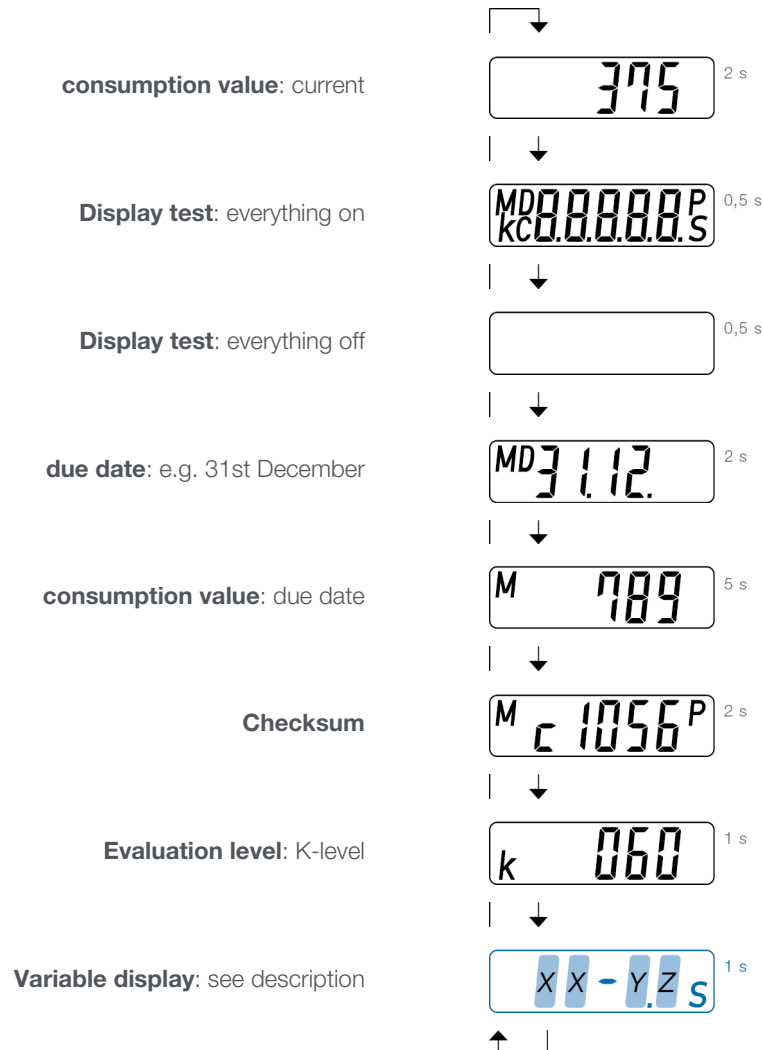 consumption value: current 375 2 s
Display test: everything on MD kC 8.8.8.8.8. P S 0,5 s
Display test: everything off 0,5 s
due date: e.g. 31st December MD 31.12. 2 s
consumption value: due date M 789 5 s
Checksum M c 1056 P 2 s
Evaluation level: K-level k 060 1 s
Variable display: see description X X - Y.Z S 1 s